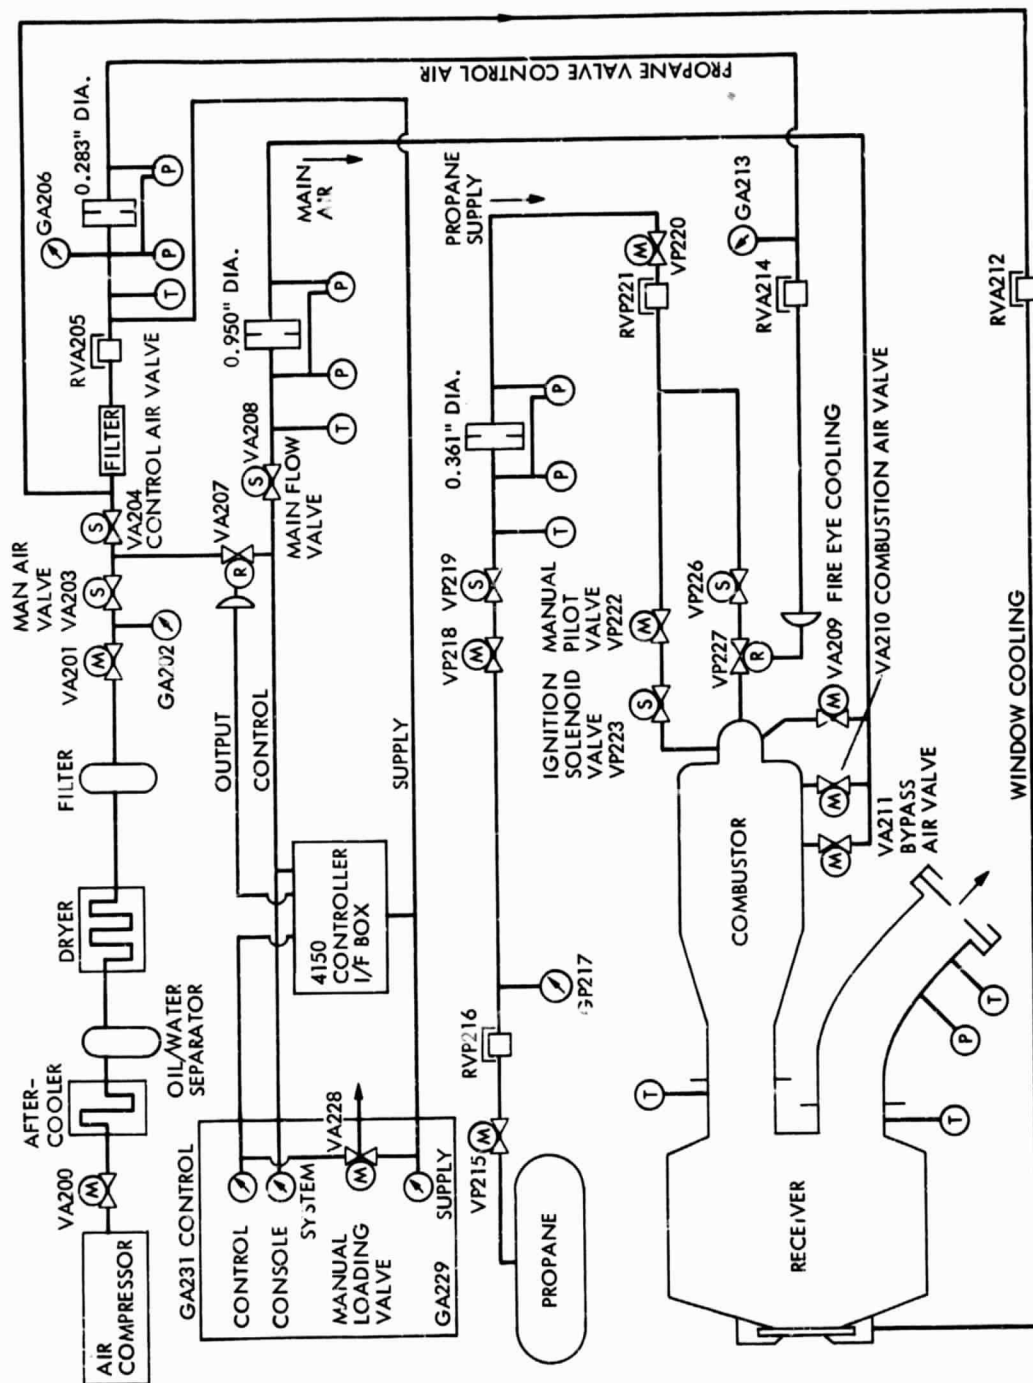 AIR
COMPRESSOR
VA200
M
AFTER-
COOLER
OIL/WATER
SEPARATOR
DRYER
FILTER
VA201
M
GA202
MAN AIR
VALVE
VA203
S
S
VA204
CONTROL AIR VALVE
FILTER
RVA205
T
P
P
GA206
0.283" DIA.
PROPANE VALVE CONTROL AIR
R
VA207
S
VA208
MAIN FLOW
VALVE
T
P
P
0.950" DIA.
MAIN
AIR
OUTPUT
CONTROL
SUPPLY
4150
CONTROLLER
I/F BOX
GA231 CONTROL
CONTROL
CONSOLE
SYSTEM
MANUAL
LOADING
VALVE
VA228
M
GA229
SUPPLY
PROPANE
VP215
M
RVP216
GP217
VP218
M
VP219
S
T
P
P
0.361" DIA.
PROPANE
SUPPLY
M
VP220
RVP221
MANUAL
PILOT
VALVE
VP222
M
IGNITION
SOLENOID
VALVE
VP223
S
VP226
S
VP227
R
GA213
RVA214
M
VA209 FIRE EYE COOLING
M
VA210 COMBUSTION AIR VALVE
M
VA211
BYPASS
AIR VALVE
COMBUSTOR
RECEIVER
T
T
P
T
WINDOW COOLING
RVA212